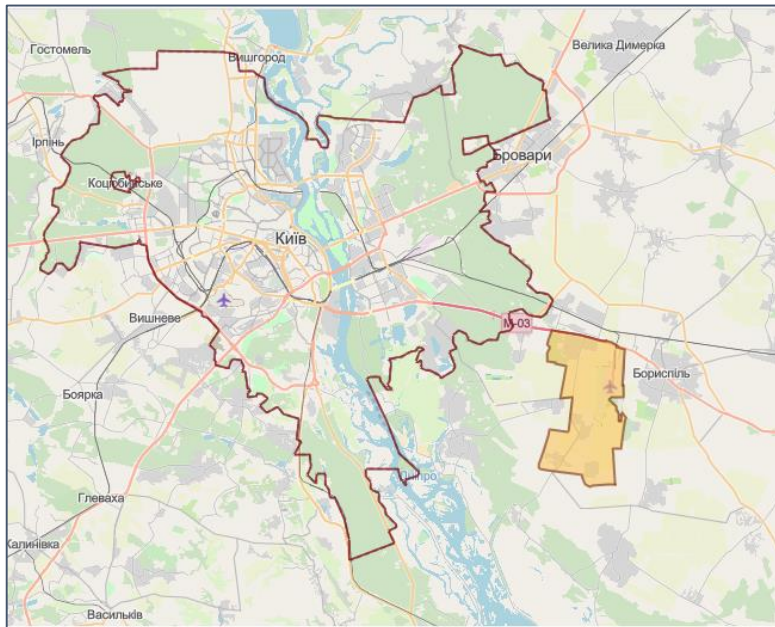 Гостомель
Вишгород
Велика Димерка
Ірпінь
Бровари
Коцюбинське
Київ
Вишневе
М-03
Бориспіль
Боярка
Дніпро
Глеваха
Калинівка
Васильків